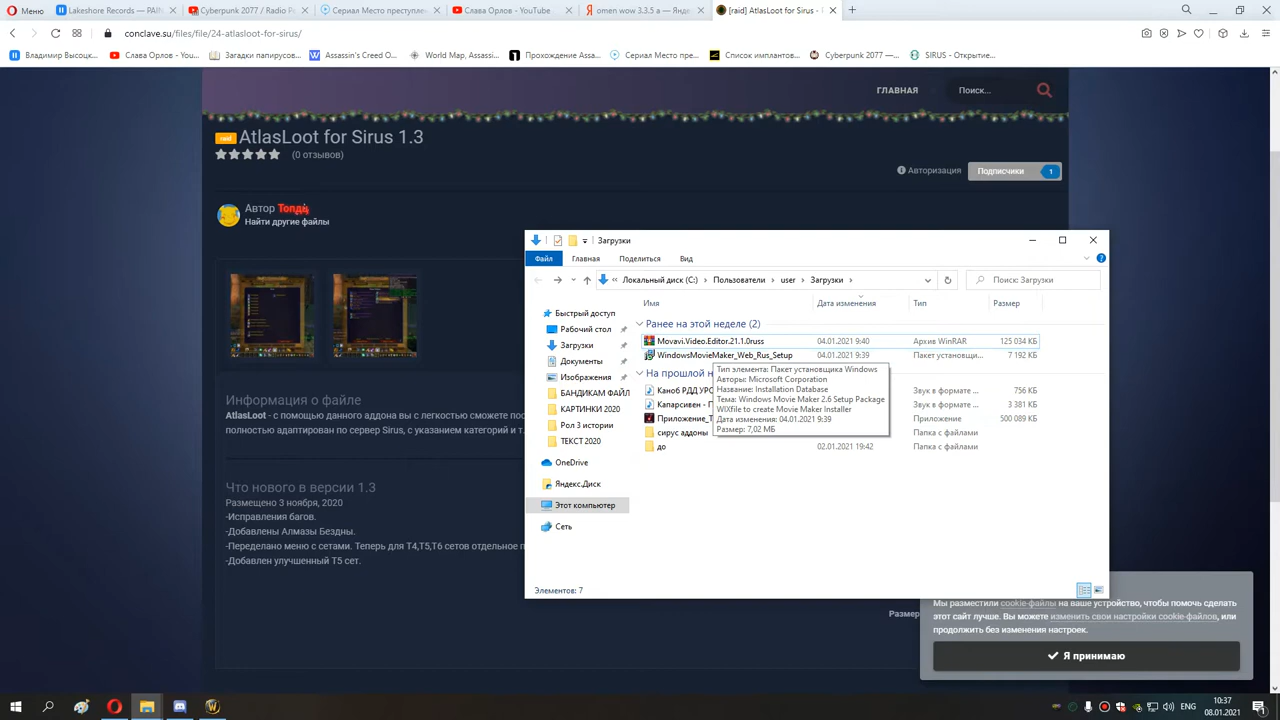 Меню
Lakeshore Records — PAIN
Cyberpunk 2077 / Radio P
Сериал Место преступлен
Слава Орлов - YouTube
omen wow 3.3.5 a — Янде
[raid] AtlasLoot for Sirus -
conclave.su/files/file/24-atlasloot-for-sirus/
Владимир Высоцк...
Слава Орлов - You...
Загадки папирусов...
Assassin's Creed O...
World Map, Assassi...
Прохождение Assa...
Сериал Место пре...
Список имплантов...
Cyberpunk 2077 —...
SIRUS - Открытие...
ГЛАВНАЯ
Поиск...
raid
AtlasLoot for Sirus 1.3
(0 отзывов)
Авторизация
Подписчики
1
Автор Топдь
Найти другие файлы
Информация о файле
AtlasLoot - с помощью данного аддона вы с легкостью сможете пос
полностью адаптирован по сервер Sirus, с указанием категорий и т.
Что нового в версии 1.3
Размещено 3 ноября, 2020
-Исправления багов.
-Добавлены Алмазы Бездны.
-Переделано меню с сетами. Теперь для Т4,Т5,Т6 сетов отдельное п
-Добавлен улучшенный Т5 сет.
Размер
Загрузки
Файл
Главная
Поделиться
Вид
Локальный диск (C:)
Пользователи
user
Загрузки
Поиск: Загрузки
Имя
Дата изменения
Тип
Размер
Быстрый доступ
Рабочий стол
Загрузки
Документы
Изображения
БАНДИКАМ ФАЙЛ
КАРТИНКИ 2020
Рол 3 истории
ТЕКСТ 2020
OneDrive
Яндекс.Диск
Этот компьютер
Сеть
Ранее на этой неделе (2)
Movavi.Video.Editor.21.1.0russ
04.01.2021 9:40
Архив WinRAR
125 034 КБ
WindowsMovieMaker_Web_Rus_Setup
04.01.2021 9:39
Пакет установщи...
7 192 КБ
На прошлой н
Каноб РДД УРС
Звук в формате ...
756 КБ
Капарсивен - П
Звук в формате ...
3 381 КБ
Приложение_Т
Приложение
500 089 КБ
сирус аддоны
Папка с файлами
до
02.01.2021 19:42
Папка с файлами
Тип элемента: Пакет установщика Windows
Авторы: Microsoft Corporation
Название: Installation Database
Тема: Windows Movie Maker 2.6 Setup Package
WIXfile to create Movie Maker Installer
Дата изменения: 04.01.2021 9:39
Размер: 7,02 МБ
Элементов: 7
Мы разместили cookie-файлы на ваше устройство, чтобы помочь сделать
этот сайт лучше. Вы можете изменить свои настройки cookie-файлов, или
продолжить без изменения настроек.
Я принимаю
ENG
10:37
08.01.2021
1